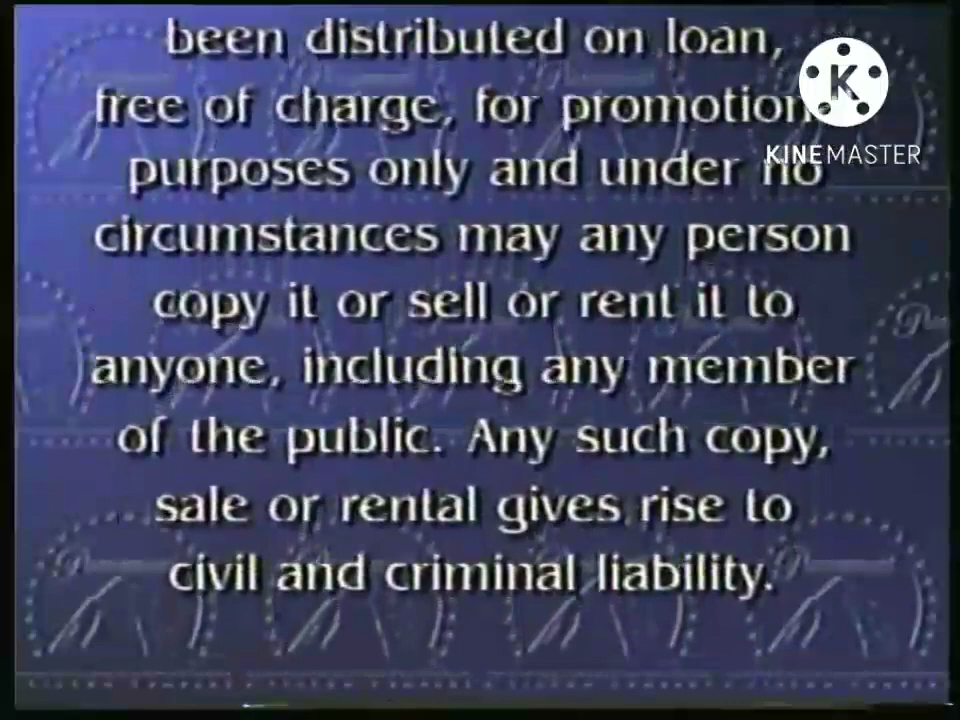 been distributed on loan,
free of charge, for promotion
purposes only and under no
KINEMASTER
circumstances may any person
copy it or sell or rent it to
anyone, including any member
of the public. Any such copy,
sale or rental gives rise to
civil and criminal liability.